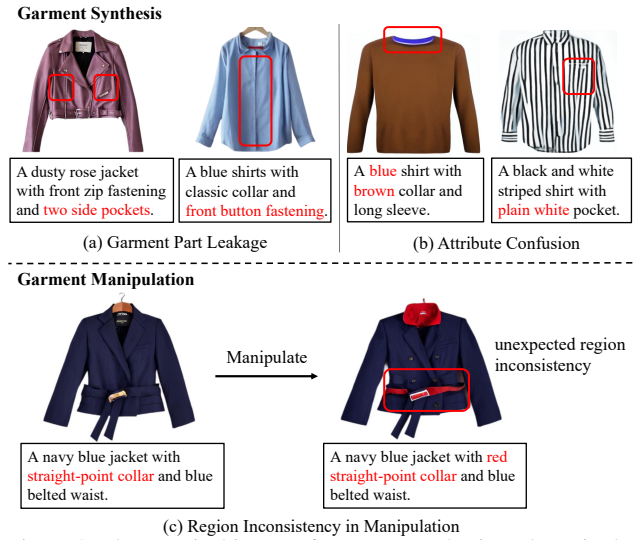 Garment Synthesis
A dusty rose jacket
with front zip fastening
and two side pockets.
A blue shirts with
classic collar and
front button fastening.
(a) Garment Part Leakage
A blue shirt with
brown collar and
long sleeve.
A black and white
striped shirt with
plain white pocket.
(b) Attribute Confusion
Garment Manipulation
Manipulate
unexpected region
inconsistency
A navy blue jacket with
straight-point collar and blue
belted waist.
A navy blue jacket with red
straight-point collar and blue
belted waist.
(c) Region Inconsistency in Manipulation